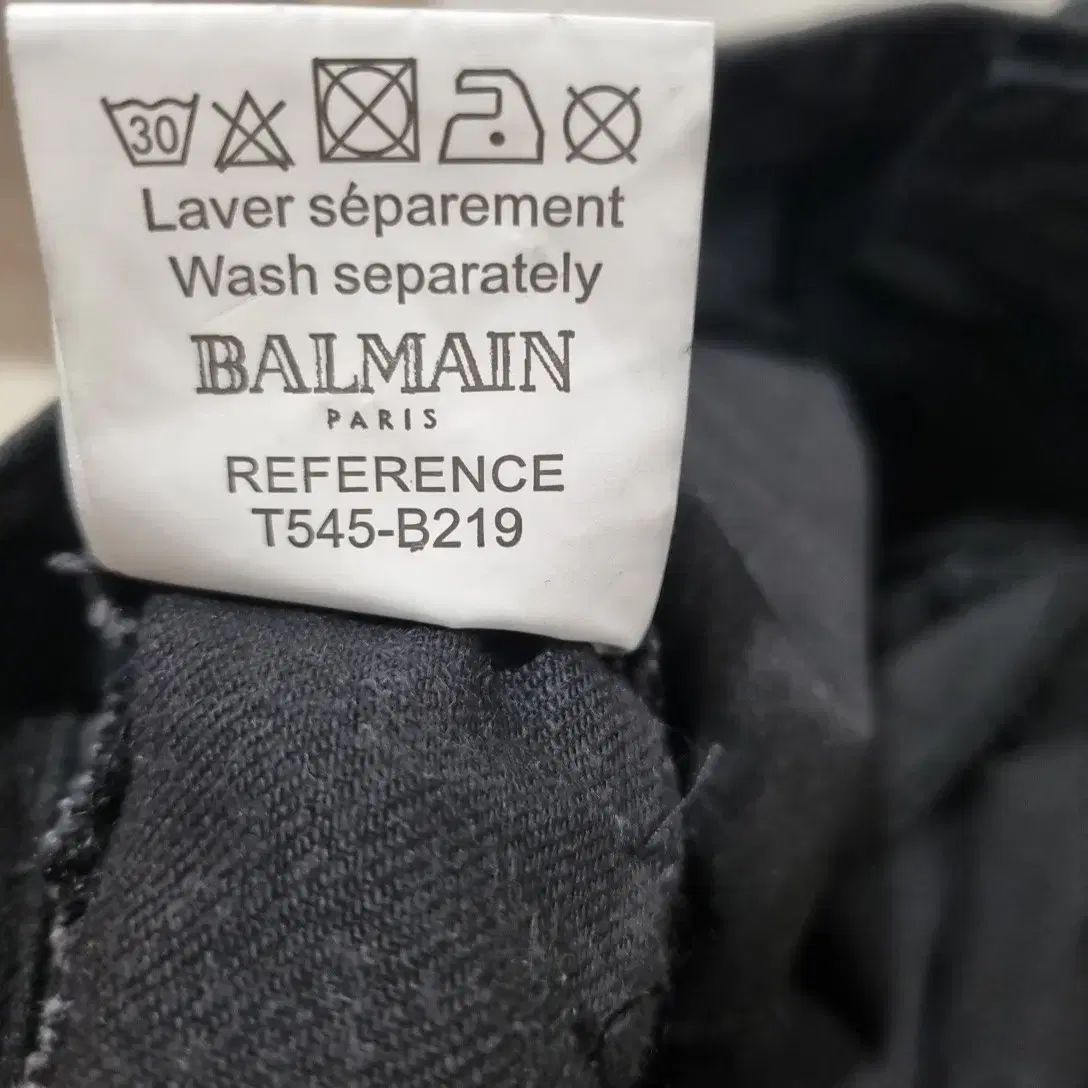 30
Laver séparement
Wash separately
BALMAIN
PARIS
REFERENCE
T545-B219